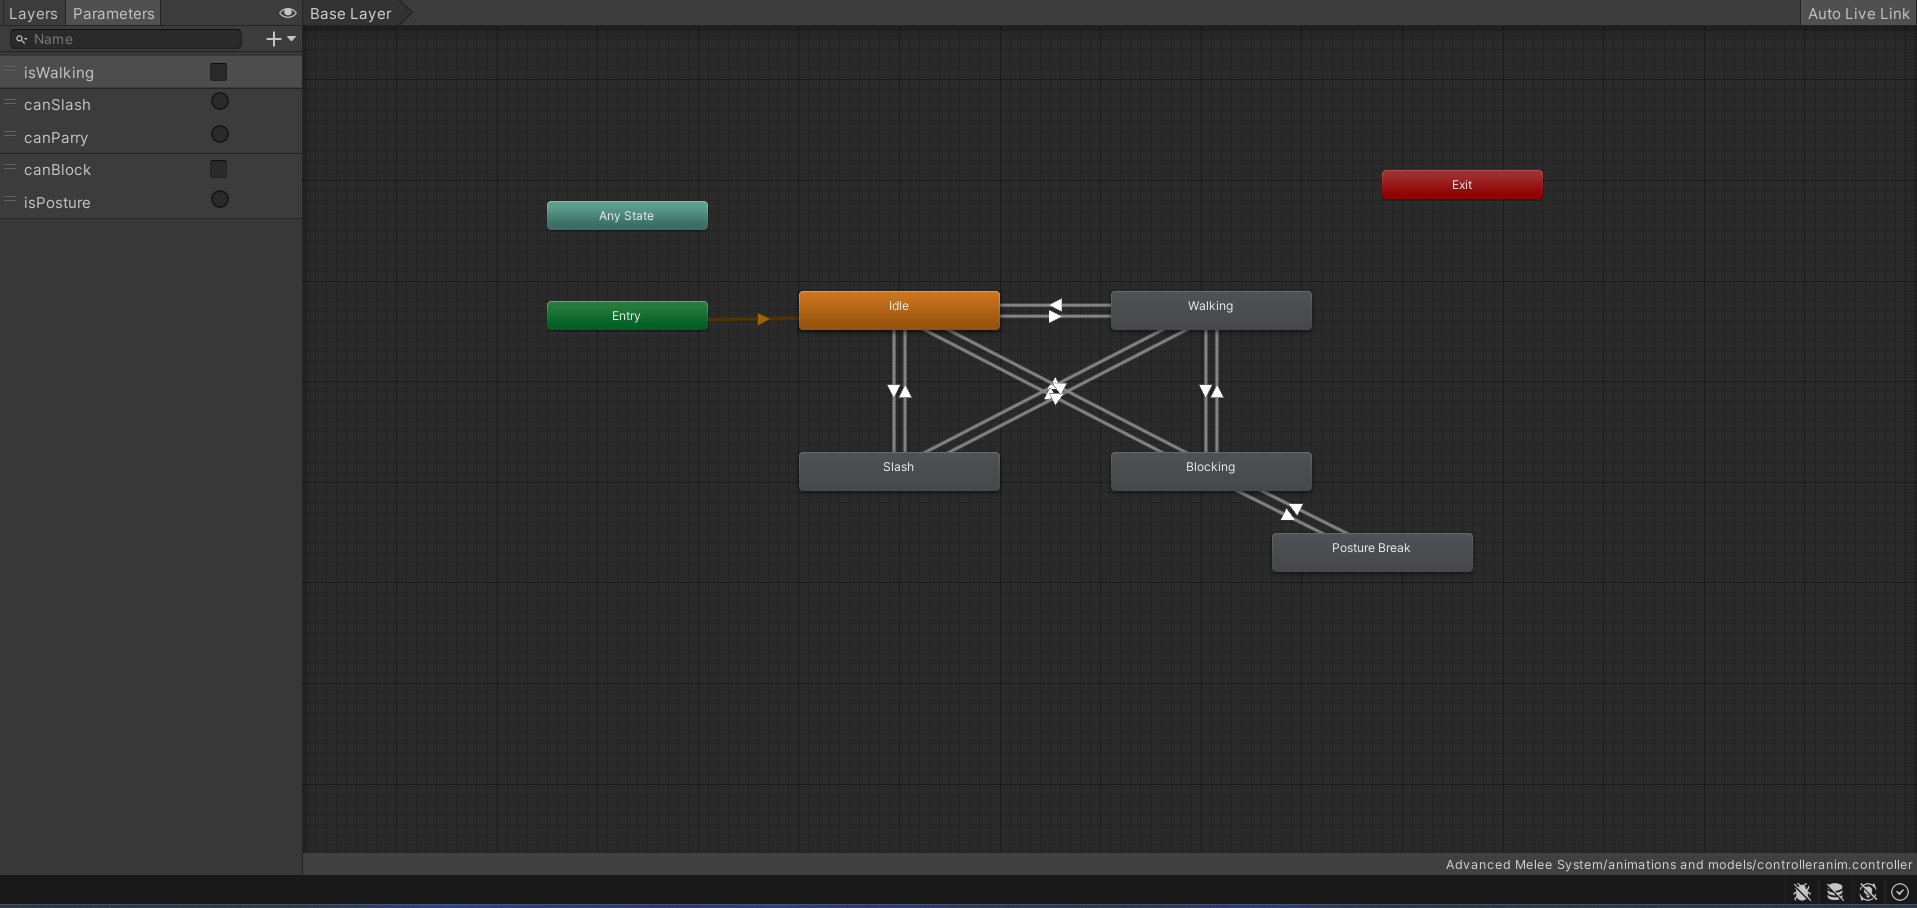 Layers Parameters
Base Layer
Auto Live Link
Name
isWalking
canSlash
canParry
canBlock
isPosture
Exit
Any State
Entry
Idle
Walking
Slash
Blocking
Posture Break
Advanced Melee System/animations and models/controlleranim.controller